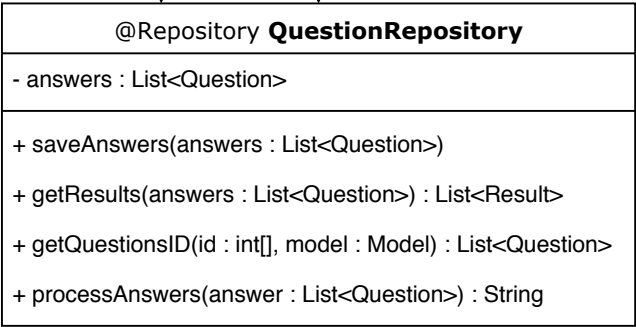 @Repository QuestionRepository
- answers : List<Question>
+ saveAnswers(answers : List<Question>)
+ getResults(answers : List<Question>) : List<Result>
+ getQuestionsID(id : int[], model : Model) : List<Question>
+ processAnswers(answer : List<Question>) : String